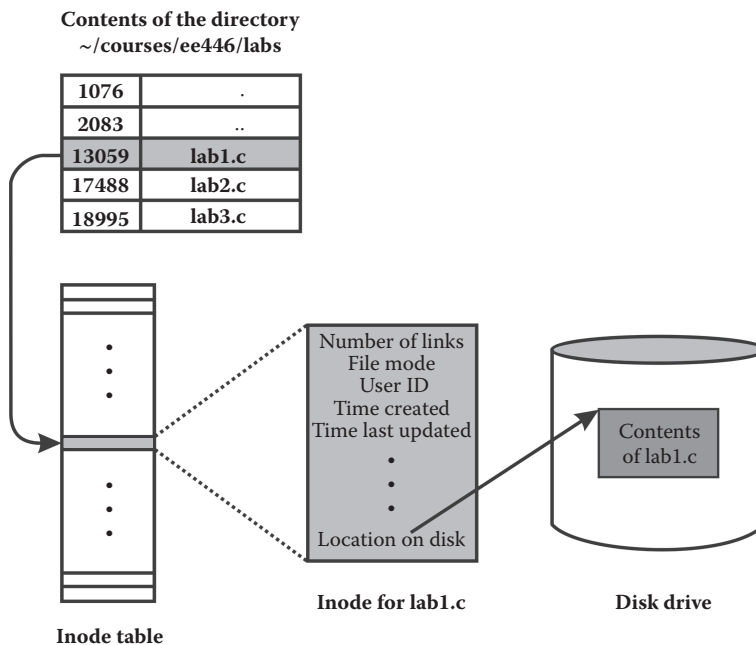 Contents of the directory
~/courses/ee446/labs
1076 .
2083 ..
13059 lab1.c
17488 lab2.c
18995 lab3.c
Number of links
File mode
User ID
Time created
Time last updated
Location on disk
Contents
of lab1.c
Inode table
Inode for lab1.c
Disk drive